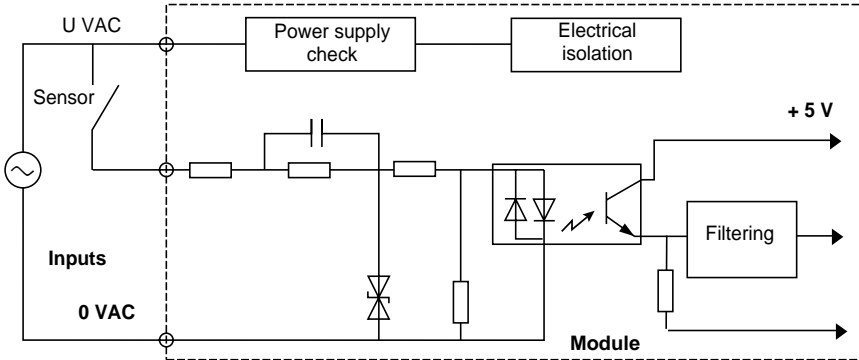 U VAC
Power supply
check
Electrical
isolation
Sensor
+ 5 V
Filtering
Inputs
0 VAC
Module